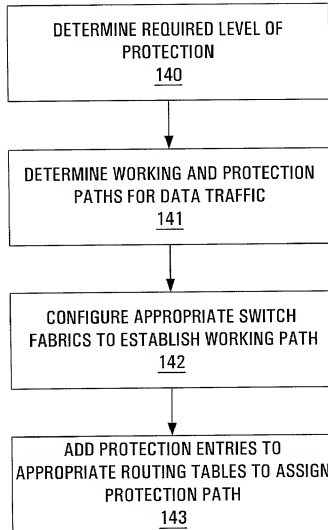 DETERMINE REQUIRED LEVEL OF
PROTECTION
140
DETERMINE WORKING AND PROTECTION
PATHS FOR DATA TRAFFIC
141
CONFIGURE APPROPRIATE SWITCH
FABRICS TO ESTABLISH WORKING PATH
142
ADD PROTECTION ENTRIES TO
APPROPRIATE ROUTING TABLES TO ASSIGN
PROTECTION PATH
143